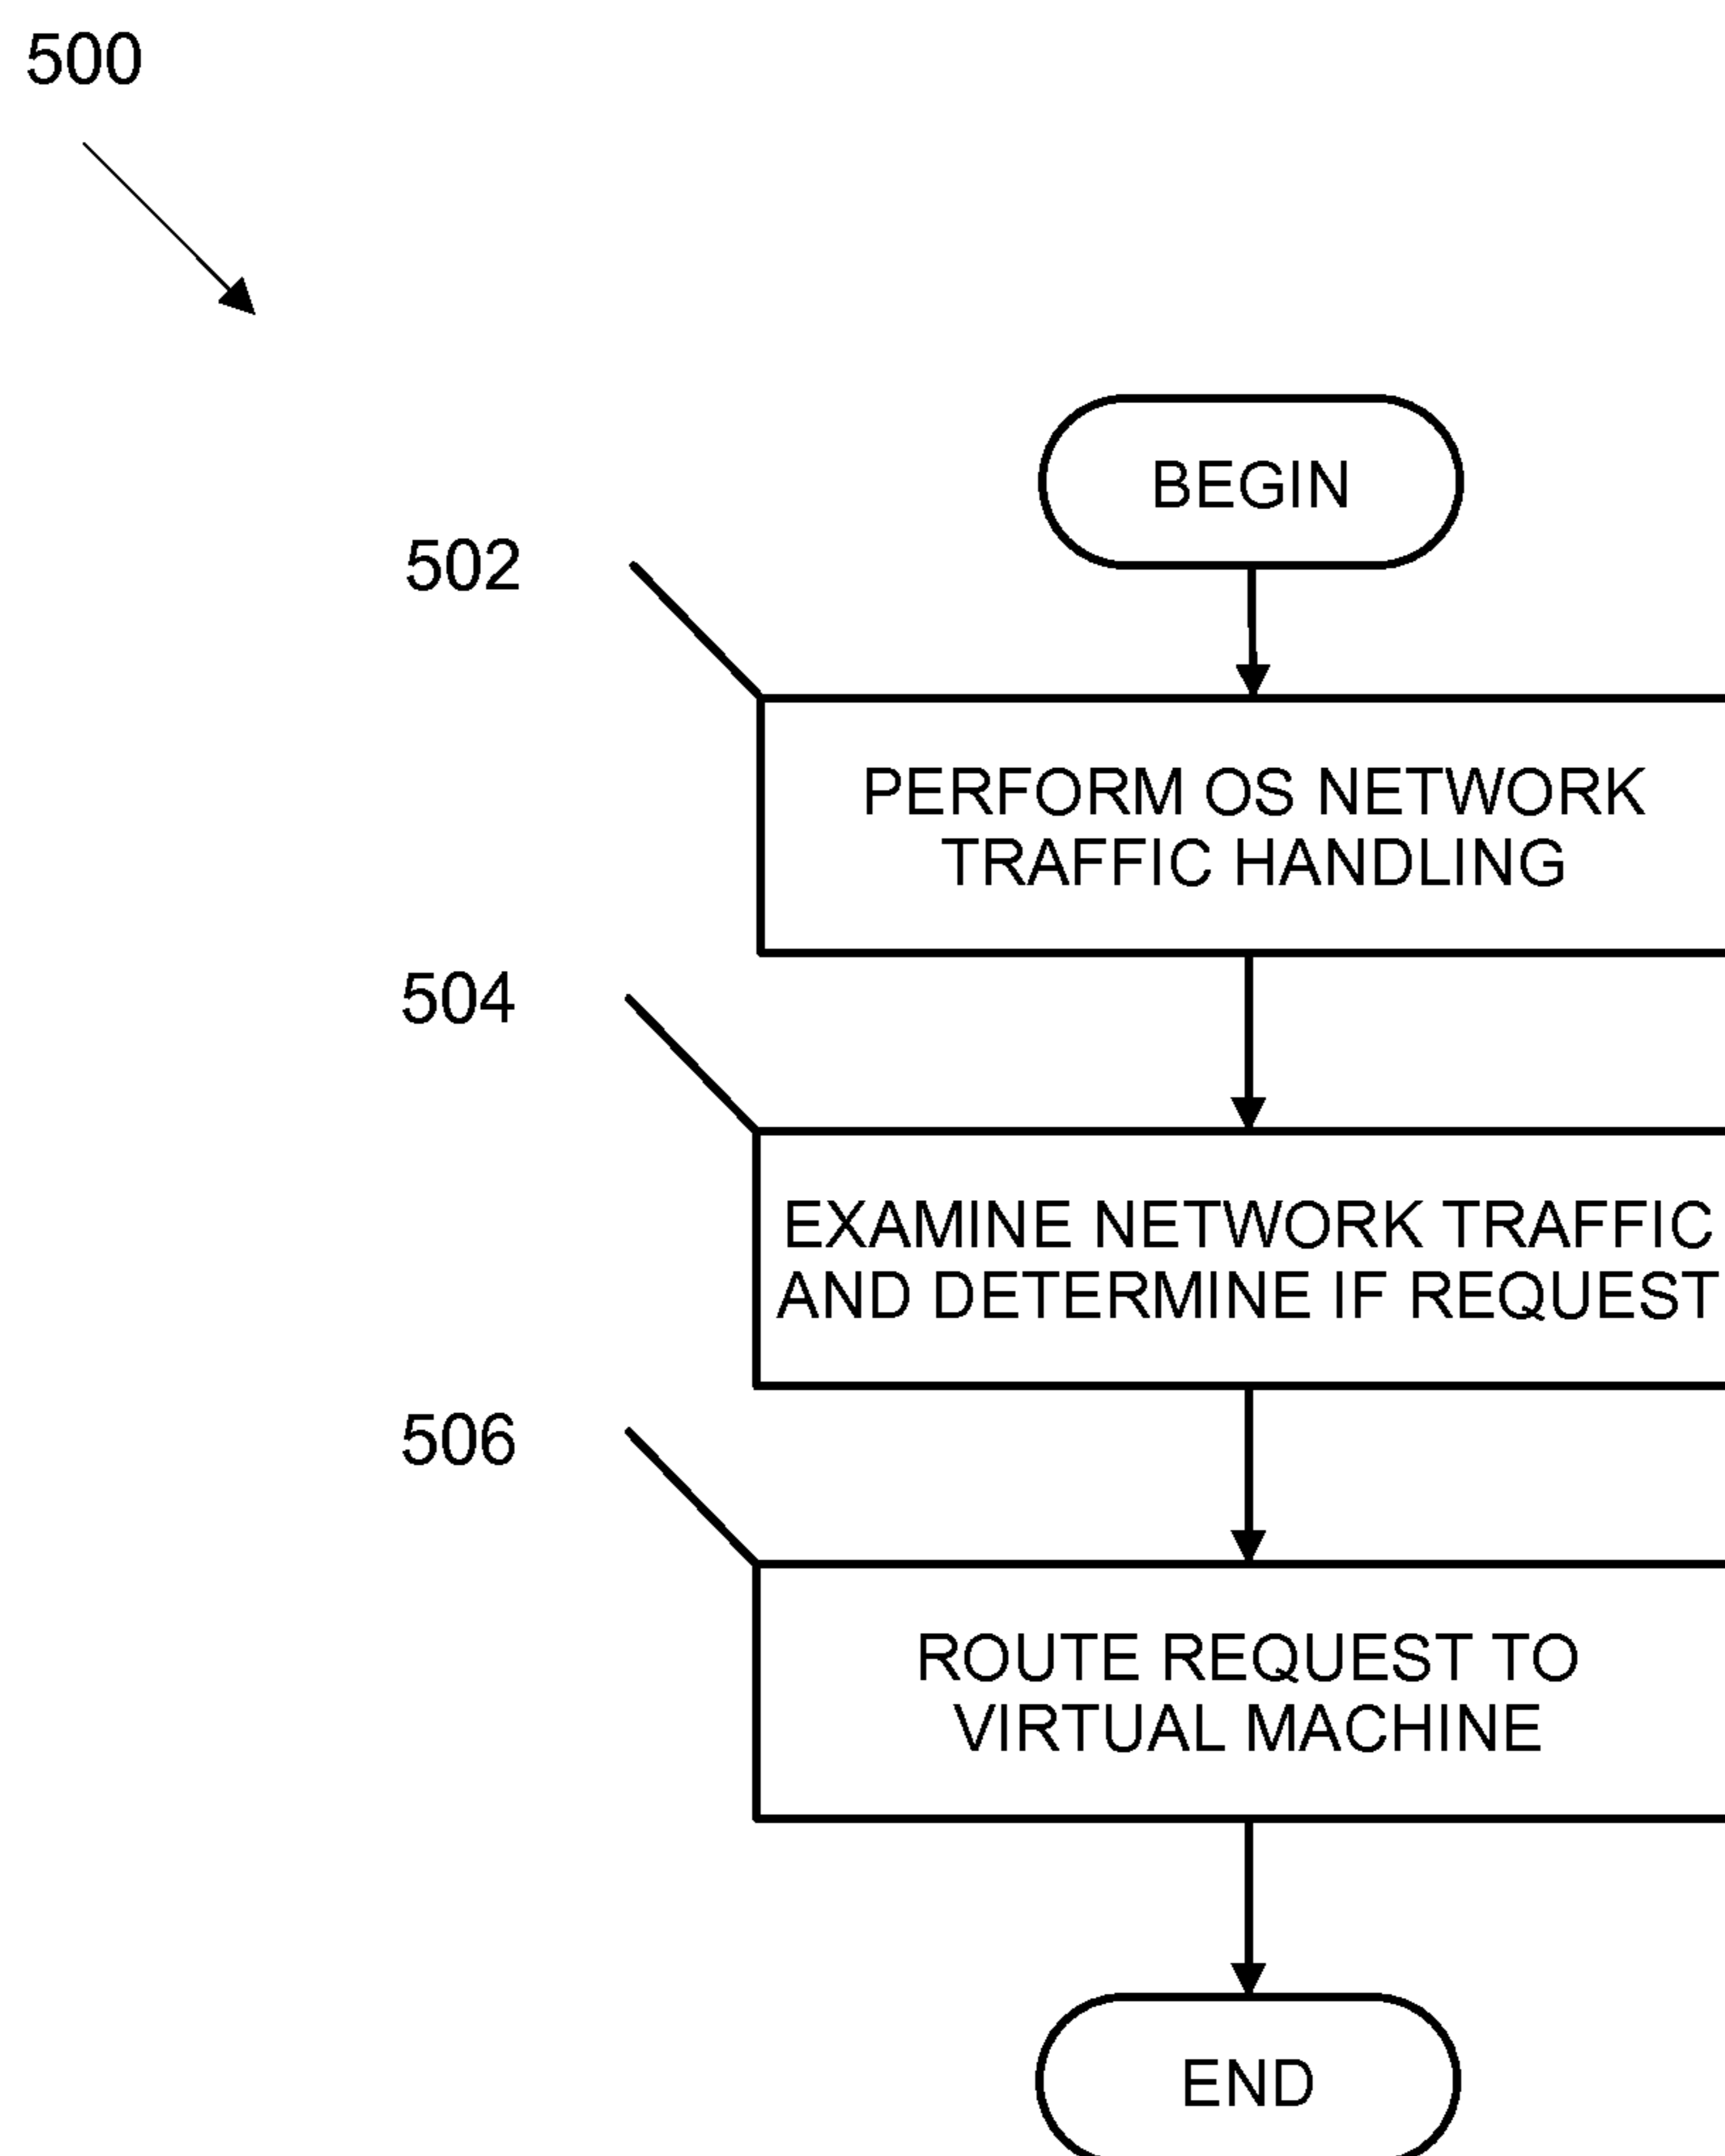 500
BEGIN
502
PERFORM OS NETWORK
TRAFFIC HANDLING
504
EXAMINE NETWORK TRAFFIC
AND DETERMINE IF REQUEST
506
ROUTE REQUEST TO
VIRTUAL MACHINE
END